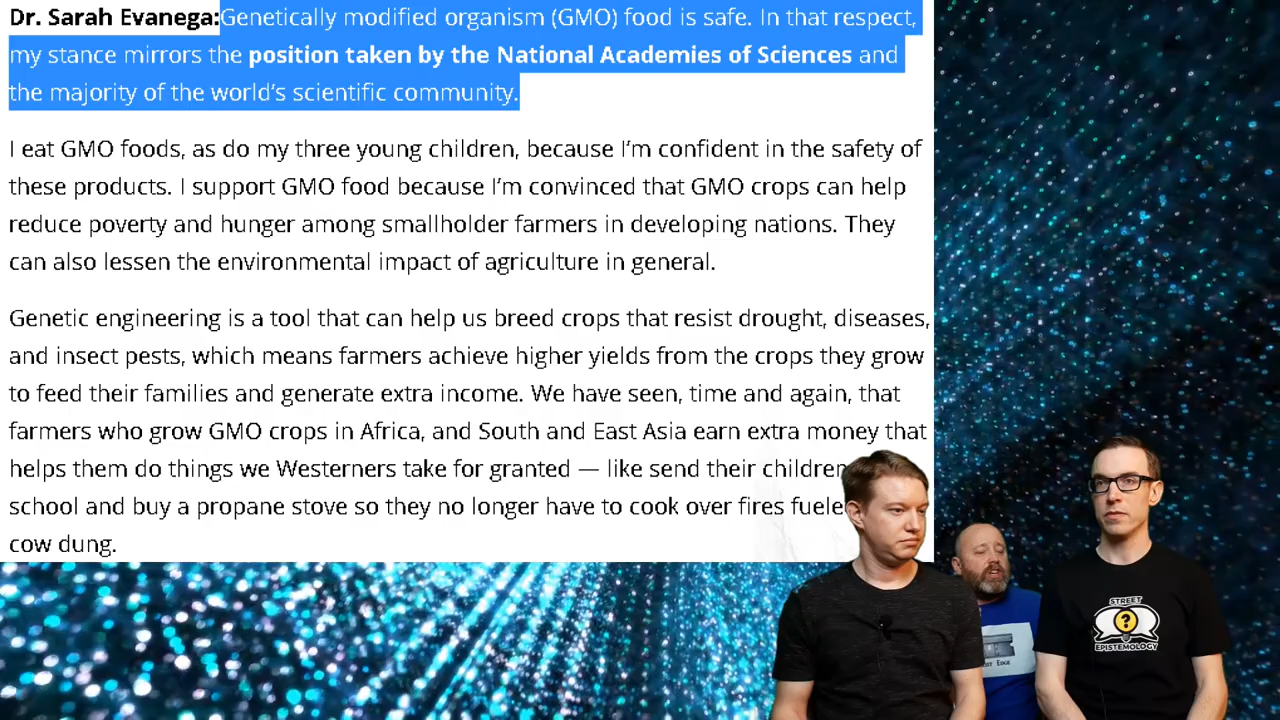 Dr. Sarah Evanega:Genetically modified organism (GMO) food is safe. In that respect,
my stance mirrors the position taken by the National Academies of Sciences and
the majority of the world's scientific community.
I eat GMO foods, as do my three young children, because I'm confident in the safety of
these products. I support GMO food because I'm convinced that GMO crops can help
reduce poverty and hunger among smallholder farmers in developing nations. They
can also lessen the environmental impact of agriculture in general.
Genetic engineering is a tool that can help us breed crops that resist drought, diseases,
and insect pests, which means farmers achieve higher yields from the crops they grow
to feed their families and generate extra income. We have seen, time and again, that
farmers who grow GMO crops in Africa, and South and East Asia earn extra money that
helps them do things we Westerners take for granted — like send their children
school and buy a propane stove so they no longer have to cook over fires fuele
cow dung.
STREET
?
EPISTEMOLOGY